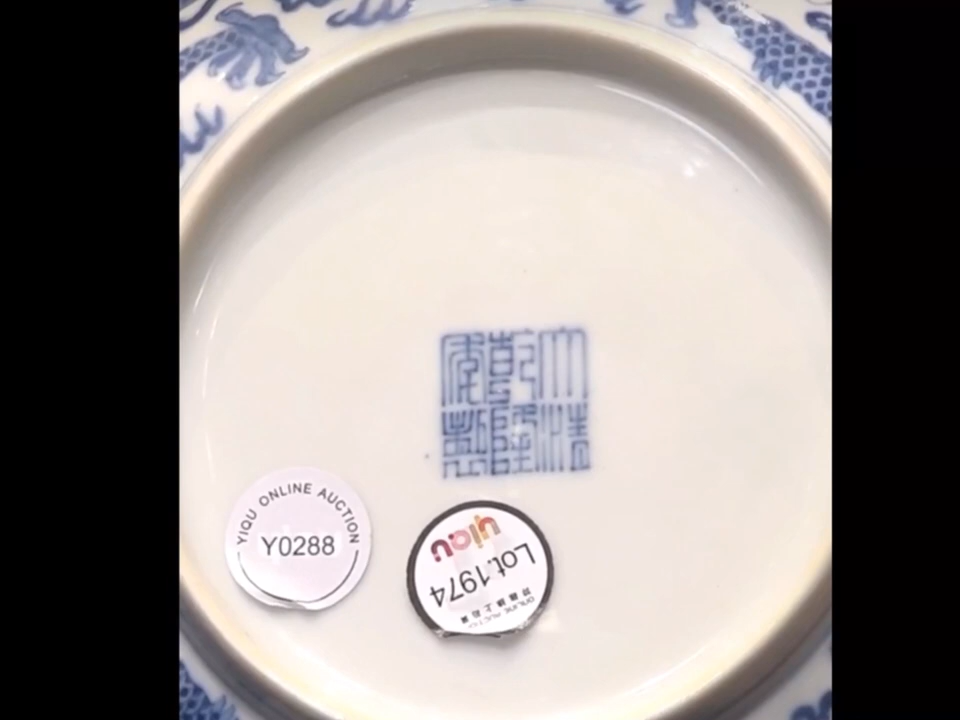 大清
乾隆
年製
YIQU ONLINE AUCTION
Y0288
yiqu
Lot.1974